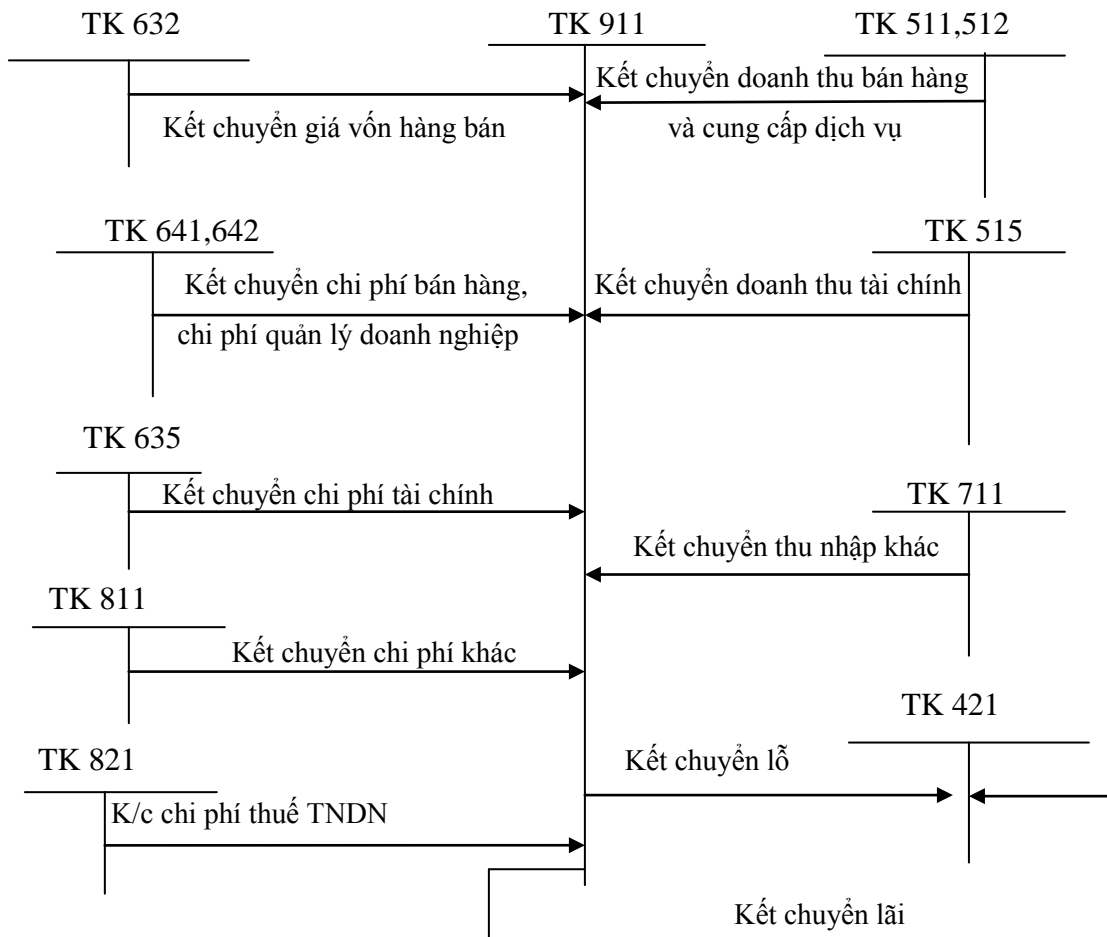 TK 632
TK 911
TK 511,512
Kết chuyển doanh thu bán hàng
Kết chuyển giá vốn hàng bán
và cung cấp dịch vụ
TK 641,642
TK 515
Kết chuyển chi phí bán hàng,
Kết chuyển doanh thu tài chính
chi phí quản lý doanh nghiệp
TK 635
Kết chuyển chi phí tài chính
TK 711
Kết chuyển thu nhập khác
TK 811
Kết chuyển chi phí khác
TK 421
TK 821
Kết chuyển lỗ
K/c chi phí thuế TNDN
Kết chuyển lãi